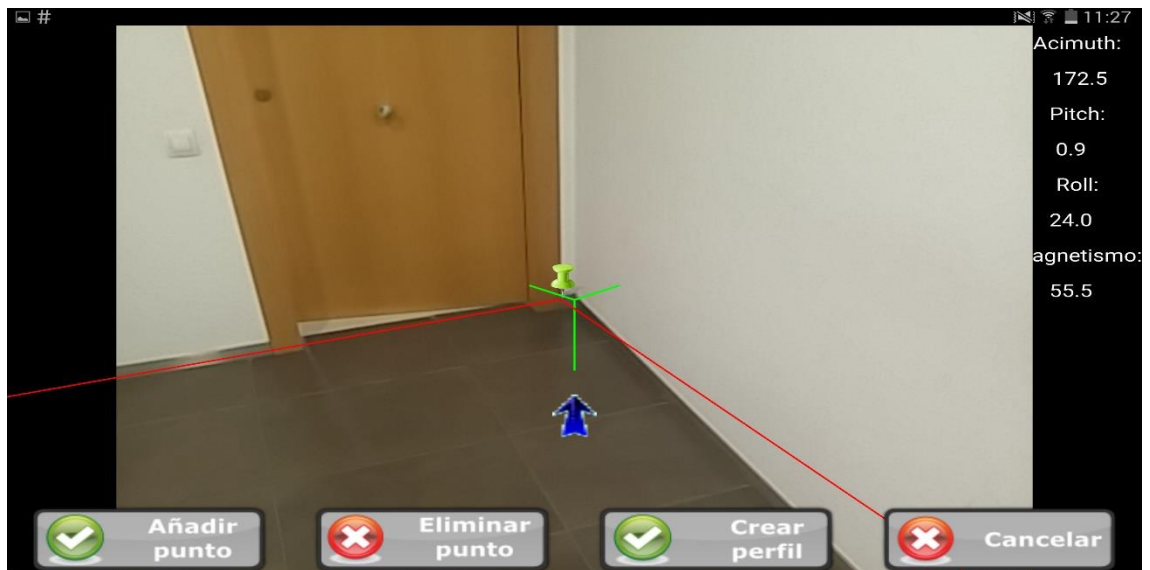 # 11:27
Acimuth:
172.5
Pitch:
0.9
Roll:
24.0
agnetismo:
55.5
Añadir
punto
Eliminar
punto
Crear
perfil
Cancelar